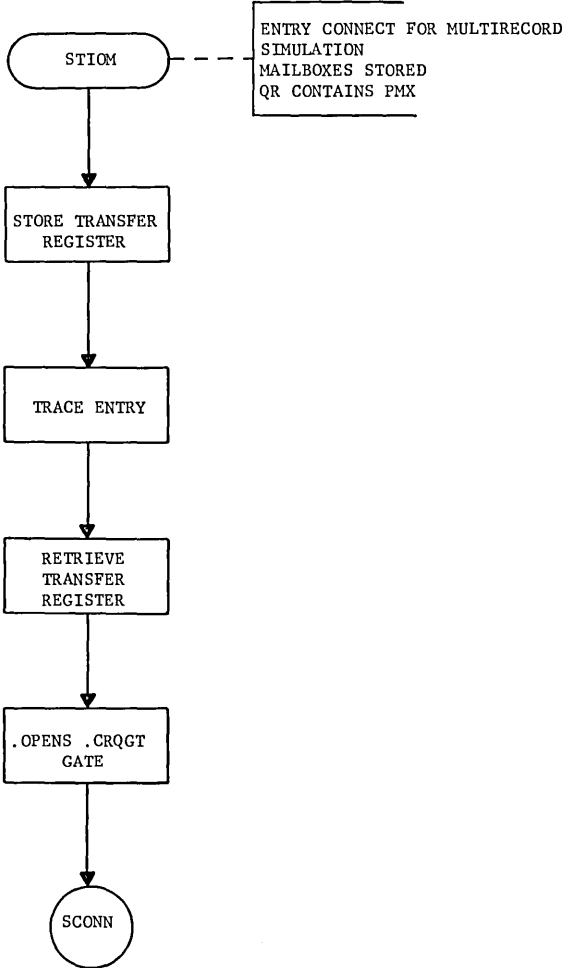 STIOM
ENTRY CONNECT FOR MULTIRECORD
SIMULATION
MAILBOXES STORED
QR CONTAINS PMX
STORE TRANSFER
REGISTER
TRACE ENTRY
RETRIEVE
TRANSFER
REGISTER
.OPENS .CRQGT
GATE
SCONN